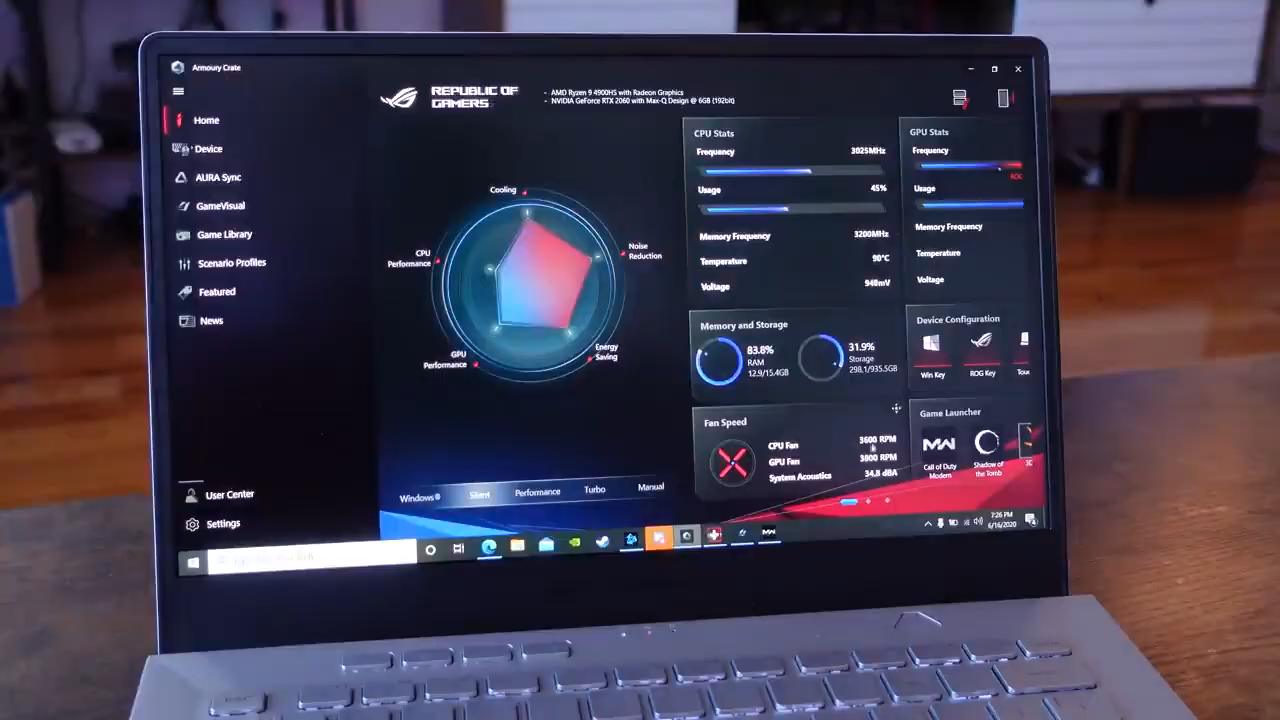 Armoury Crate
REPUBLIC OF
GAMERS
- AMD Ryzen 9 4900HS with Radeon Graphics
- NVIDIA GeForce RTX 2060 with Max-Q Design @ 6GB (192bit)
Home
Device
AURA Sync
GameVisual
Game Library
Scenario Profiles
Featured
News
User Center
Settings
Cooling
Noise
Reduction
CPU
Performance
GPU
Performance
Energy
Saving
Windows®
Silent
Performance
Turbo
Manual
CPU Stats
Frequency 3025MHz
Usage 45%
Memory Frequency 3200MHz
Temperature 90°C
Voltage 940mV
GPU Stats
Frequency
ROG
Usage
Memory Frequency
Temperature
Voltage
Memory and Storage
83.8%
RAM
12.9/15.4GB
31.9%
Storage
298.1/935.5GB
Device Configuration
Win Key
ROG Key
Fan Speed
CPU Fan 3600 RPM
GPU Fan 3800 RPM
System Acoustics 34.8 dBA
Game Launcher
MW
Call of Duty
Modern
Shadow of
the Tomb
7:26 PM
6/16/2020